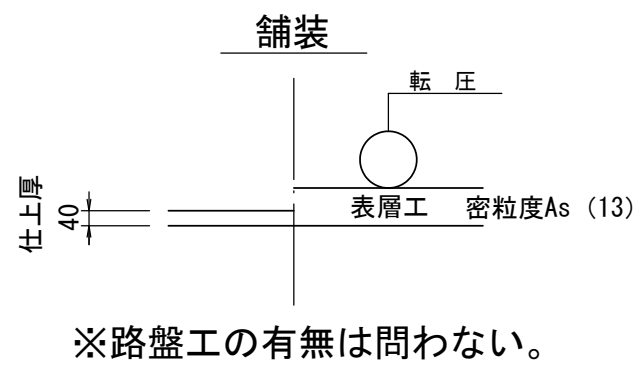 舗装
転　圧
仕上厚
40
表層工　密粒度As（13）
※路盤工の有無は問わない。